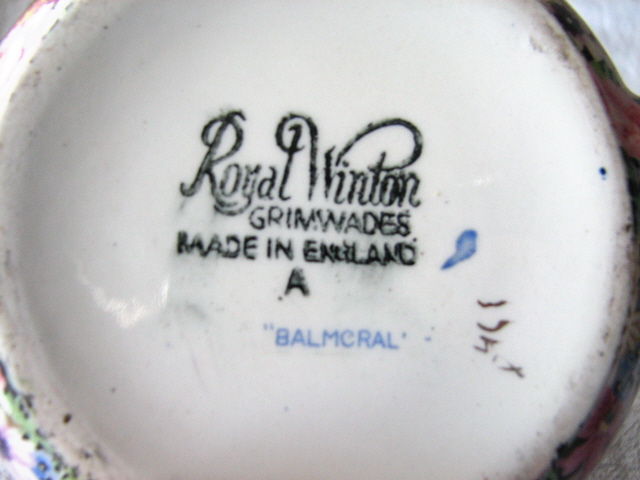 Royal Winton
GRIMWADES
MADE IN ENGLAND
A
"BALMORAL"